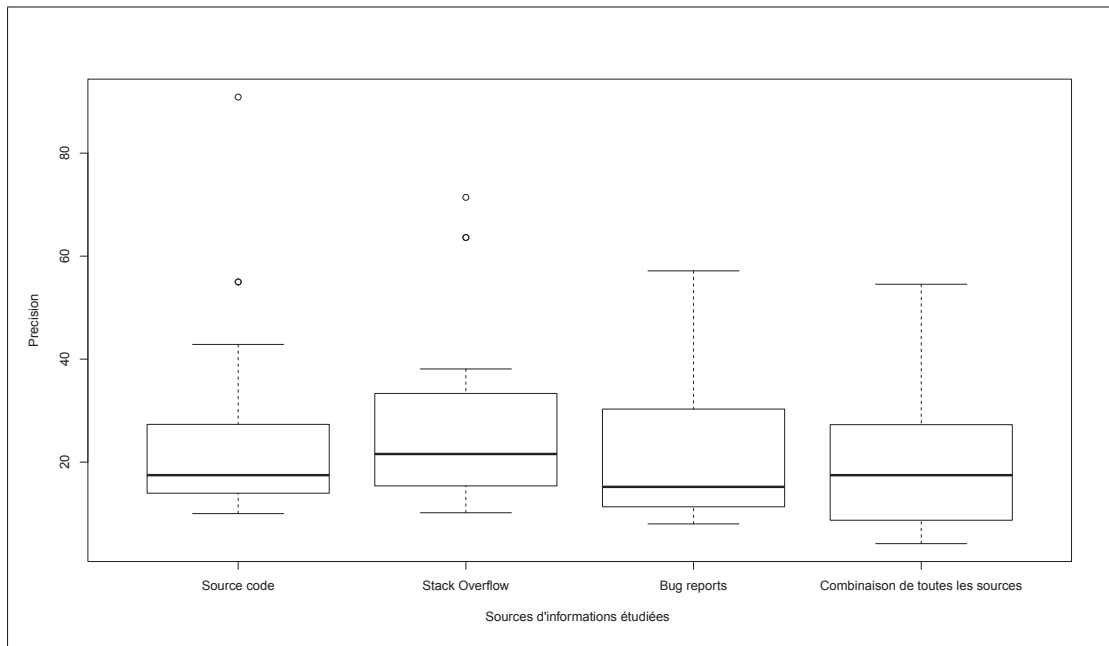 Precision
80
60
40
20
Source code
Stack Overflow
Bug reports
Combinaison de toutes les sources
Sources d'informations étudiées